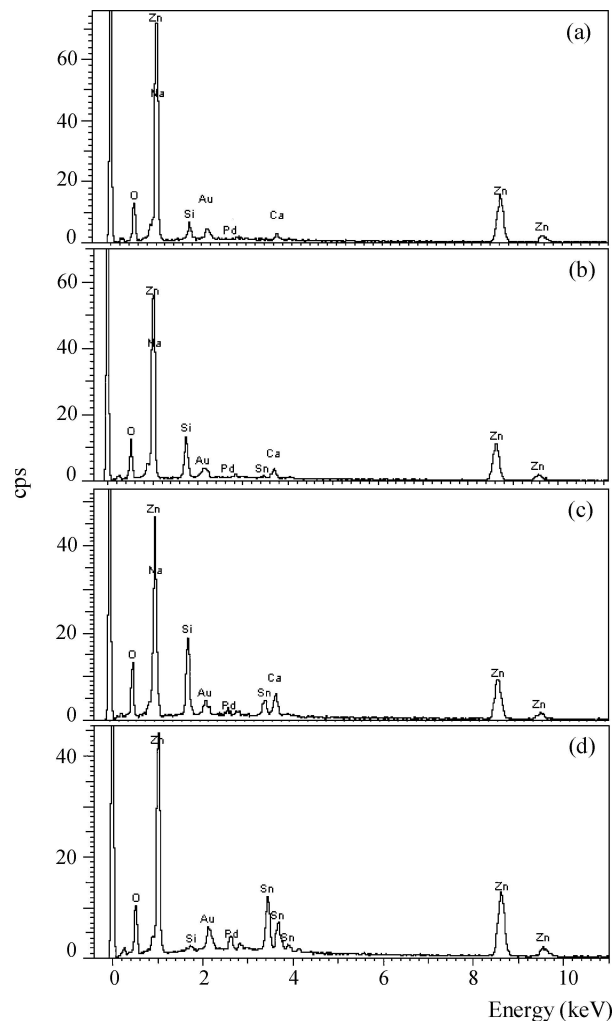 cps
(a)
60
40
20
0
Zn
Na
O
Si
Au
Pd
Ca
Zn
Zn
(b)
60
40
20
0
Zn
Na
O
Si
Au
Pd
Sn
Ca
Zn
Zn
(c)
40
20
0
Zn
Na
O
Si
Au
Pd
Sn
Ca
Zn
Zn
(d)
40
20
0
Zn
O
Si
Au
Pd
Sn
Sn
Sn
Zn
Zn
0 2 4 6 8 10
Energy (keV)